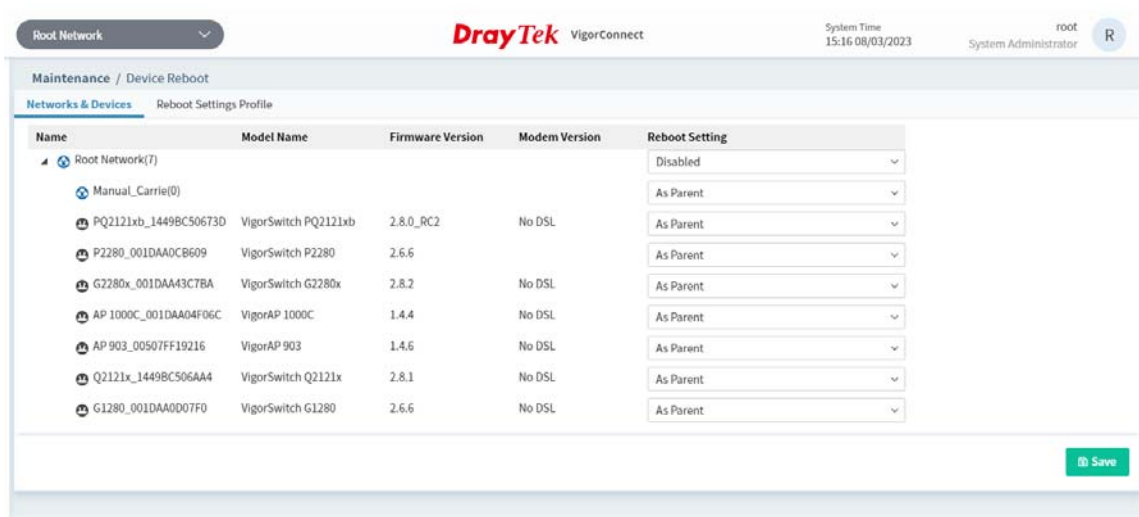 Root Network
DrayTek VigorConnect
System Time
15:16 08/03/2023
root
System Administrator
R
Maintenance / Device Reboot
Networks & Devices Reboot Settings Profile
Name Model Name Firmware Version Modem Version Reboot Setting
Root Network(7) Disabled
Manual_Carrie(0) As Parent
PQ2121xb_1449BC50673D VigorSwitch PQ2121xb 2.8.0_RC2 No DSL As Parent
P2280_001DAA0CB609 VigorSwitch P2280 2.6.6 As Parent
G2280x_001DAA43C7BA VigorSwitch G2280x 2.8.2 No DSL As Parent
AP 1000C_001DAA04F06C VigorAP 1000C 1.4.4 No DSL As Parent
AP 903_00507FF19216 VigorAP 903 1.4.6 No DSL As Parent
Q2121x_1449BC506AA4 VigorSwitch Q2121x 2.8.1 No DSL As Parent
G1280_001DAA0D07F0 VigorSwitch G1280 2.6.6 No DSL As Parent
Save